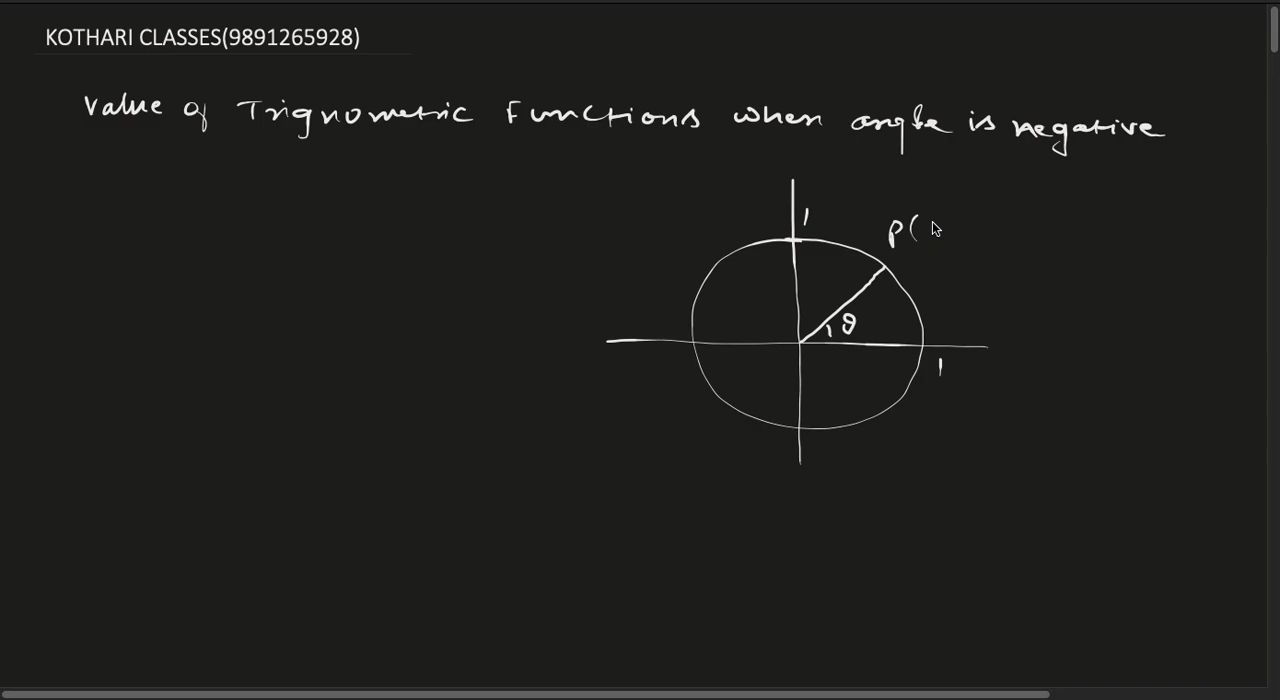 KOTHARI CLASSES(9891265928)
Value of Trignometric Functions when angle is negative
1
P(
θ
1